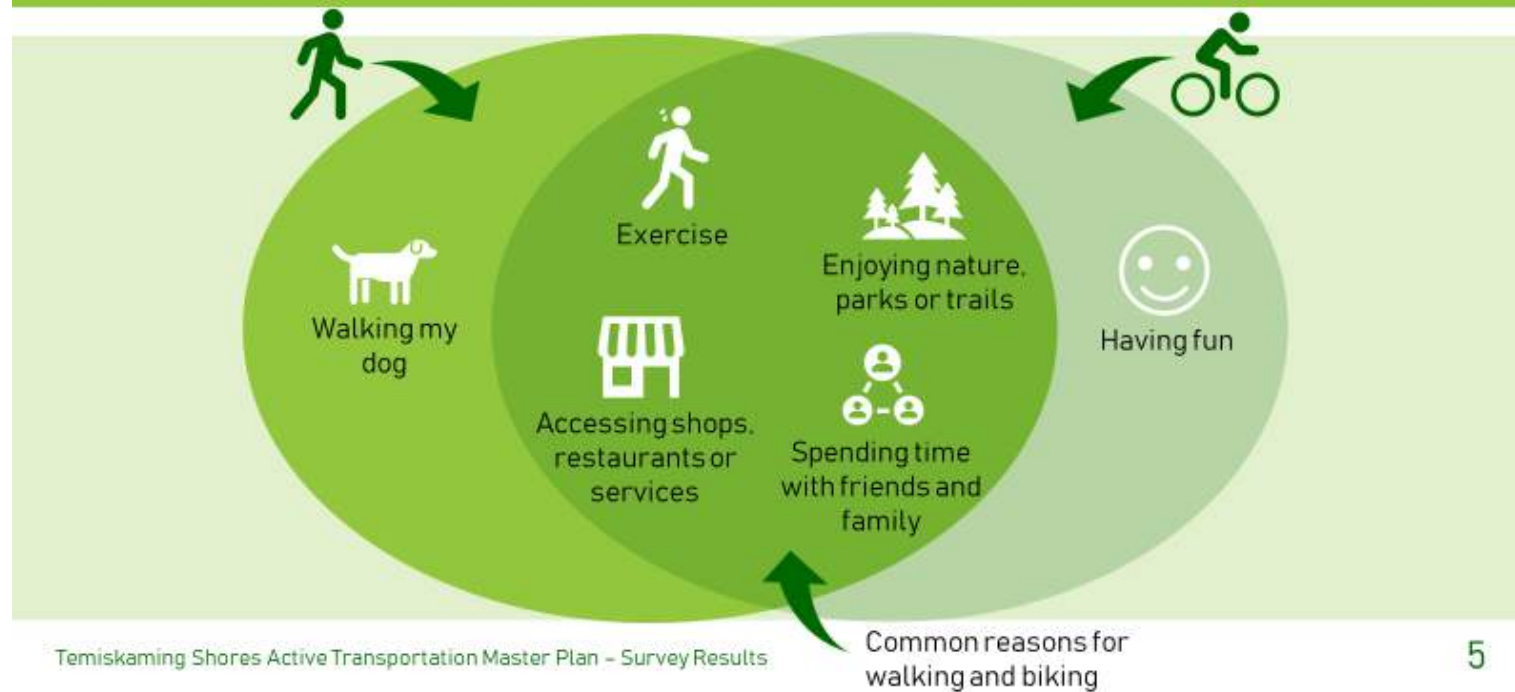 Exercise
Enjoying nature,
parks or trails
Walking my
dog
Having fun
Accessing shops,
restaurants or
services
Spending time
with friends and
family
Common reasons for
walking and biking
Temiskaming Shores Active Transportation Master Plan – Survey Results
5